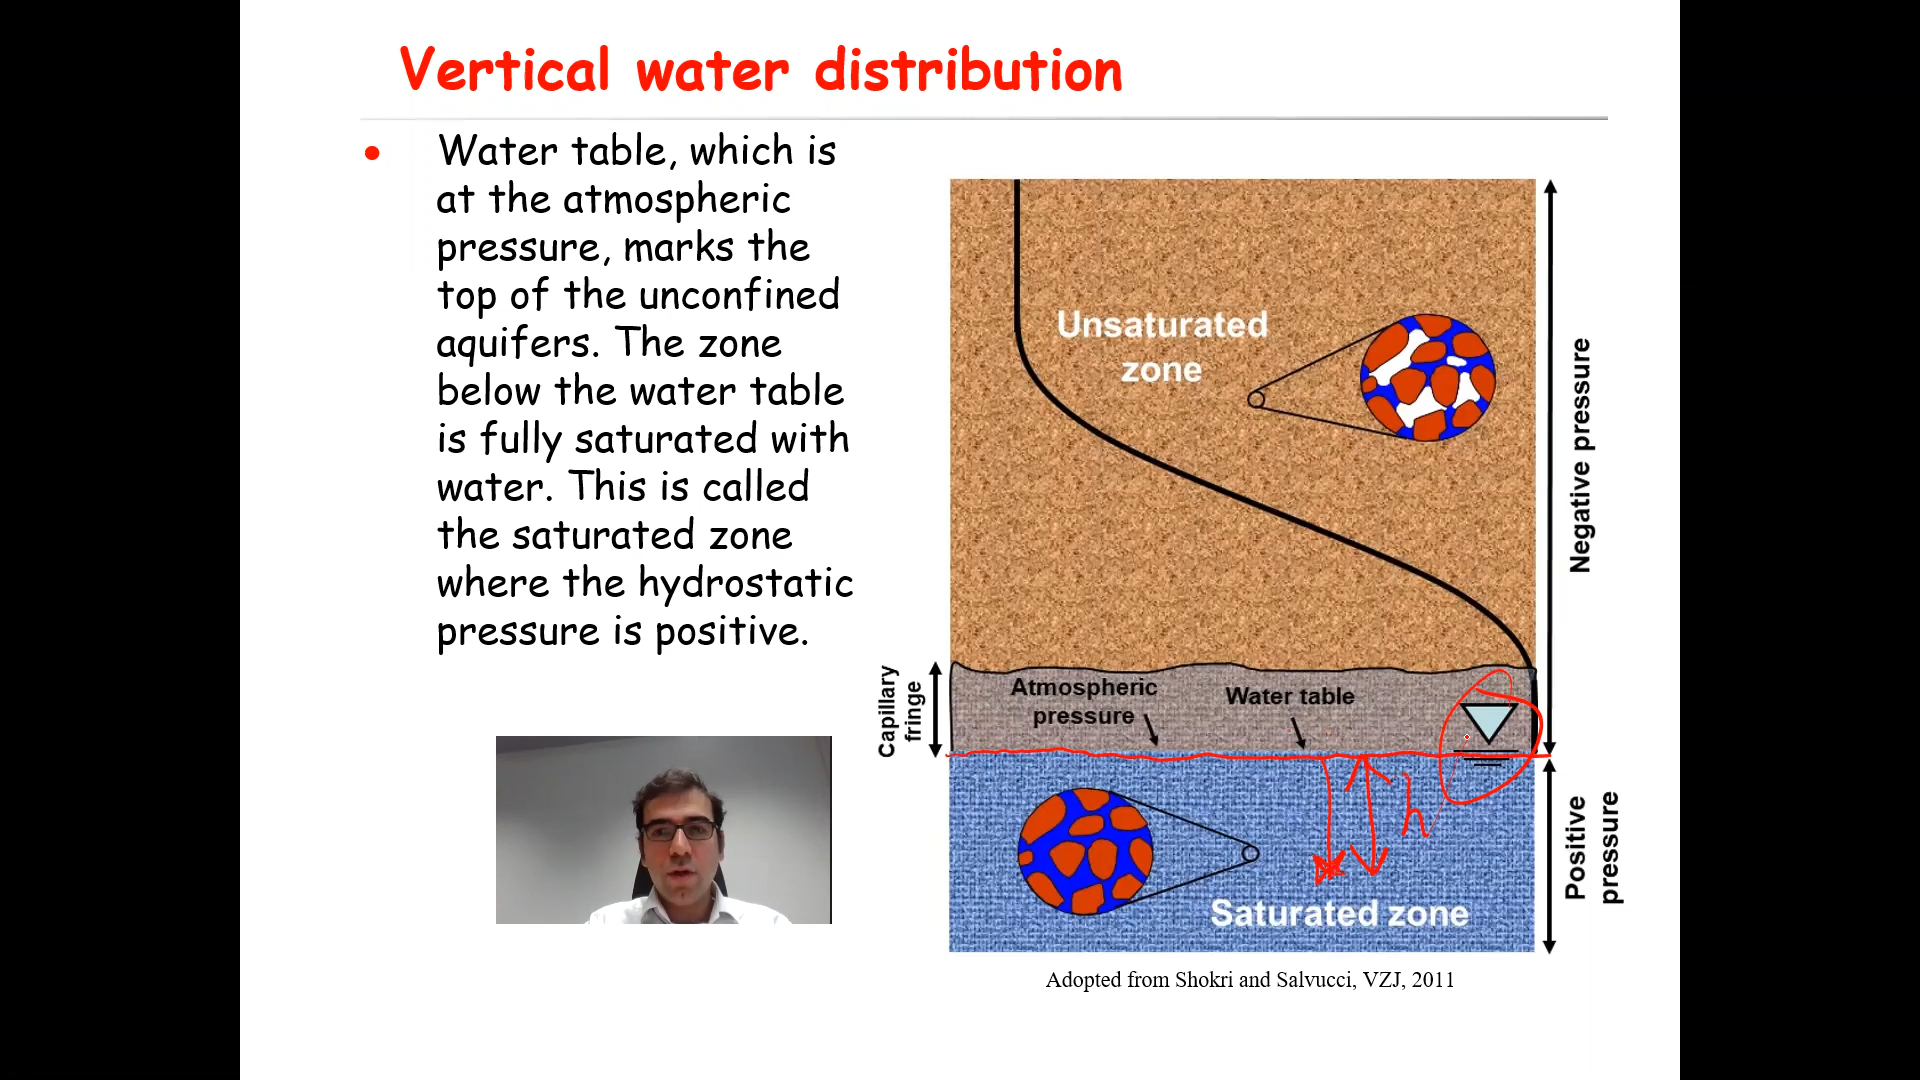 Vertical water distribution
• Water table, which is
at the atmospheric
pressure, marks the
top of the unconfined
aquifers. The zone
below the water table
is fully saturated with
water. This is called
the saturated zone
where the hydrostatic
pressure is positive.
Unsaturated
zone
Negative pressure
Capillary
fringe
Atmospheric
pressure
Water table
h
Positive
pressure
Saturated zone
Adopted from Shokri and Salvucci, VZJ, 2011